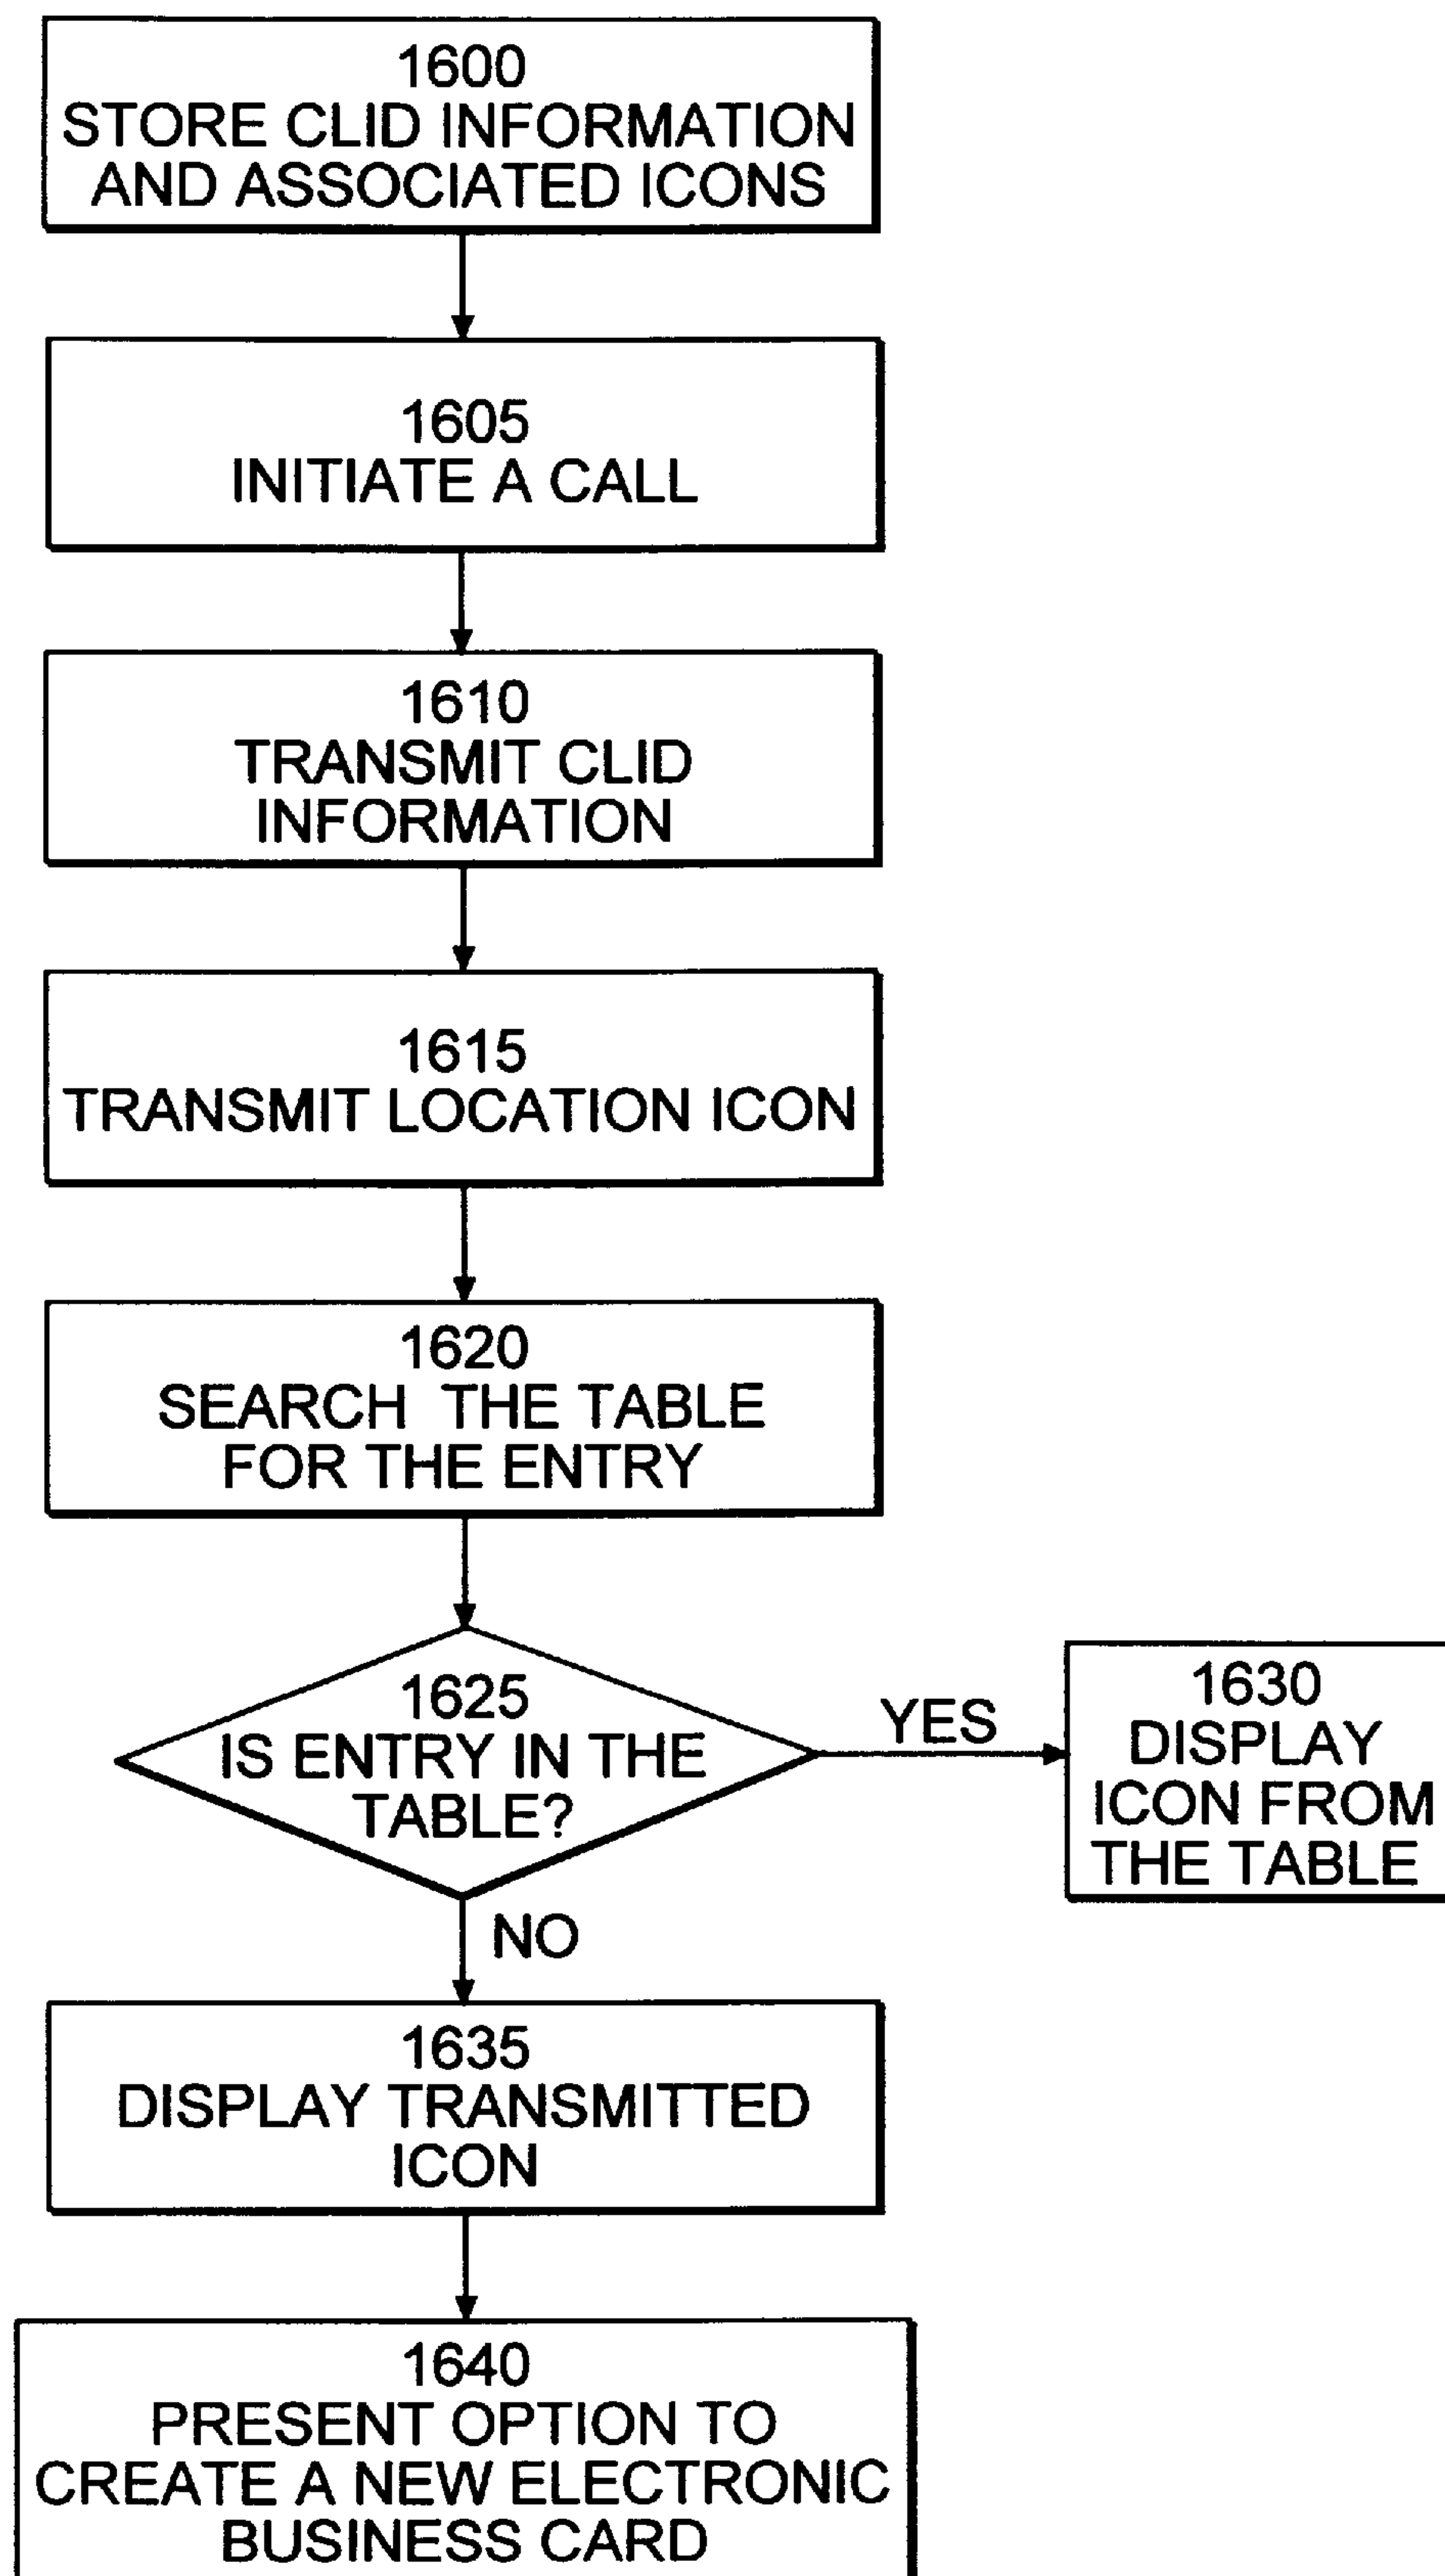 1600
STORE CLID INFORMATION
AND ASSOCIATED ICONS
1605
INITIATE A CALL
1610
TRANSMIT CLID
INFORMATION
1615
TRANSMIT LOCATION ICON
1620
SEARCH THE TABLE
FOR THE ENTRY
1625
IS ENTRY IN THE
TABLE?
YES
1630
DISPLAY
ICON FROM
THE TABLE
NO
1635
DISPLAY TRANSMITTED
ICON
1640
PRESENT OPTION TO
CREATE A NEW ELECTRONIC
BUSINESS CARD